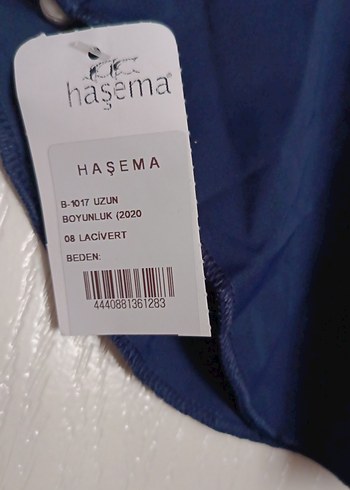 haşema®
HAŞEMA
B-1017 UZUN
BOYUNLUK (2020
08 LACİVERT
BEDEN:
4440881361283